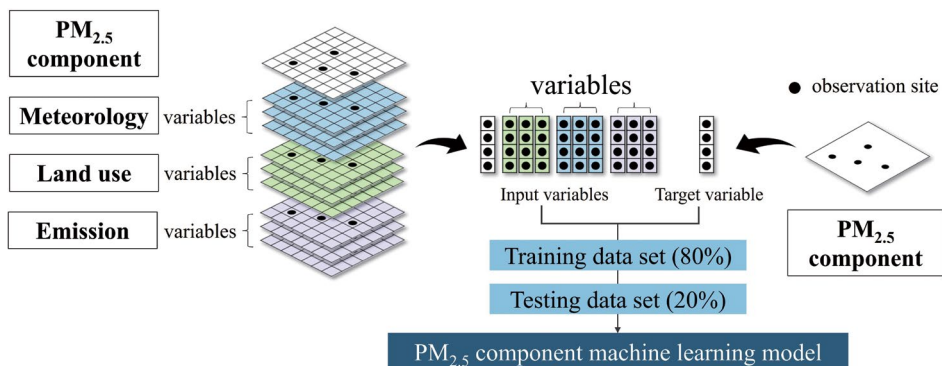 PM2.5
component
Meteorology
variables
Land use
variables
Emission
variables
variables
Input variables
Target variable
observation site
PM2.5
component
Training data set (80%)
Testing data set (20%)
PM2.5 component machine learning model